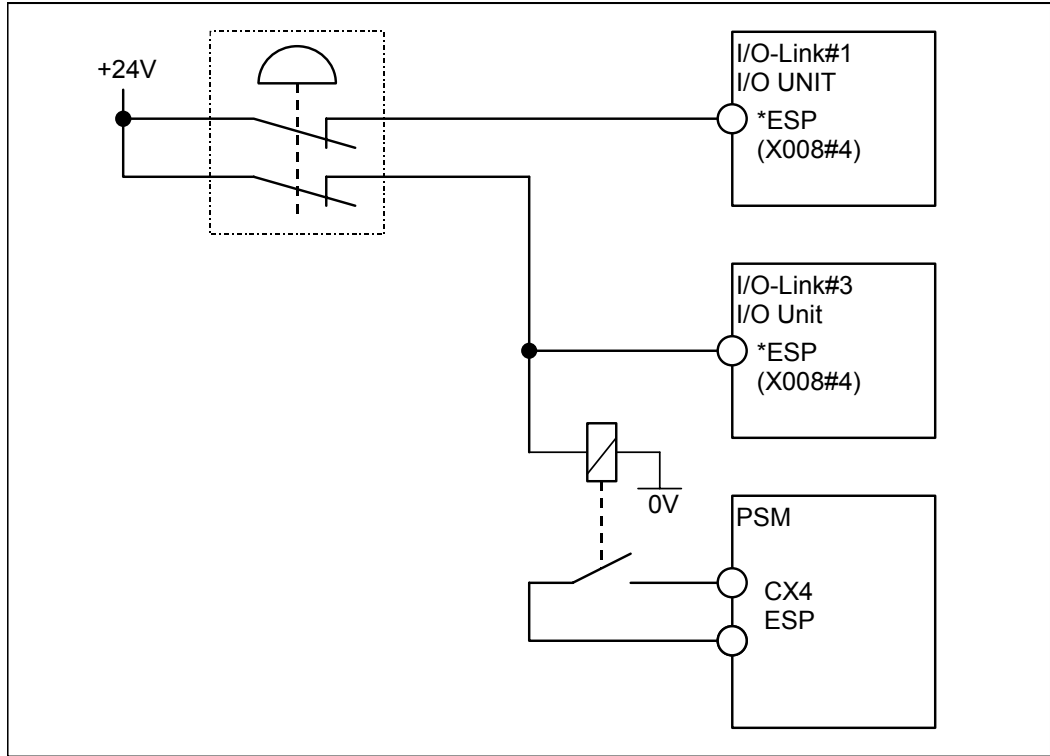 +24V
I/O-Link#1
I/O UNIT
*ESP
(X008#4)
I/O-Link#3
I/O Unit
*ESP
(X008#4)
0V
PSM
CX4
ESP